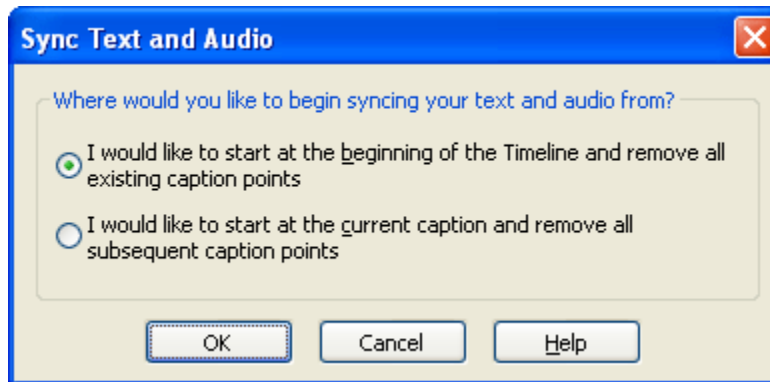 Sync Text and Audio
Where would you like to begin syncing your text and audio from?
I would like to start at the beginning of the Timeline and remove all
existing caption points
I would like to start at the current caption and remove all
subsequent caption points
OK
Cancel
Help